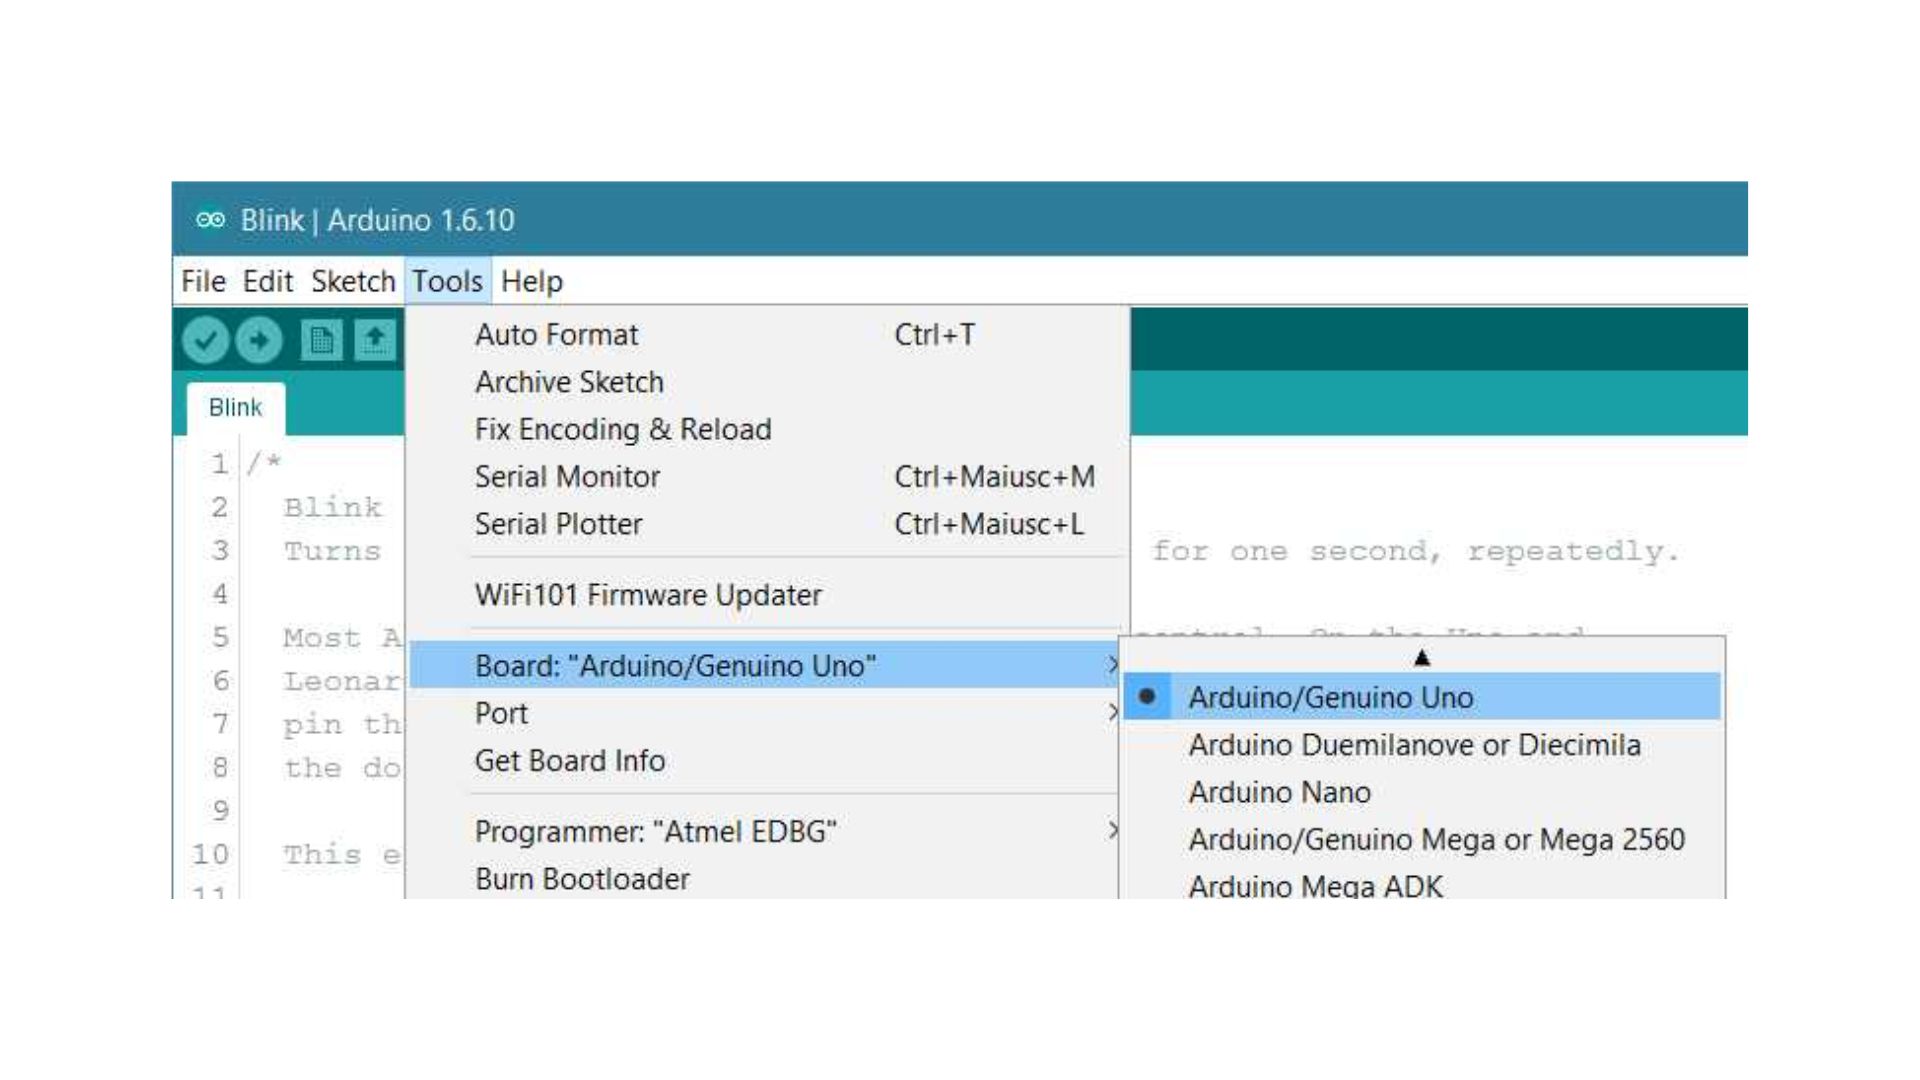 Blink | Arduino 1.6.10
File Edit Sketch Tools Help
Auto Format Ctrl+T
Archive Sketch
Fix Encoding & Reload
Serial Monitor Ctrl+Maiusc+M
Serial Plotter Ctrl+Maiusc+L
WiFi101 Firmware Updater
Board: "Arduino/Genuino Uno"
Port
Get Board Info
Programmer: "Atmel EDBG"
Burn Bootloader
Arduino/Genuino Uno
Arduino Duemilanove or Diecimila
Arduino Nano
Arduino/Genuino Mega or Mega 2560
Arduino Mega ADK
Blink
1 /*
2 Blink
3 Turns for one second, repeatedly.
4
5 Most A
6 Leonar
7 pin th
8 the do
9
10 This e
11